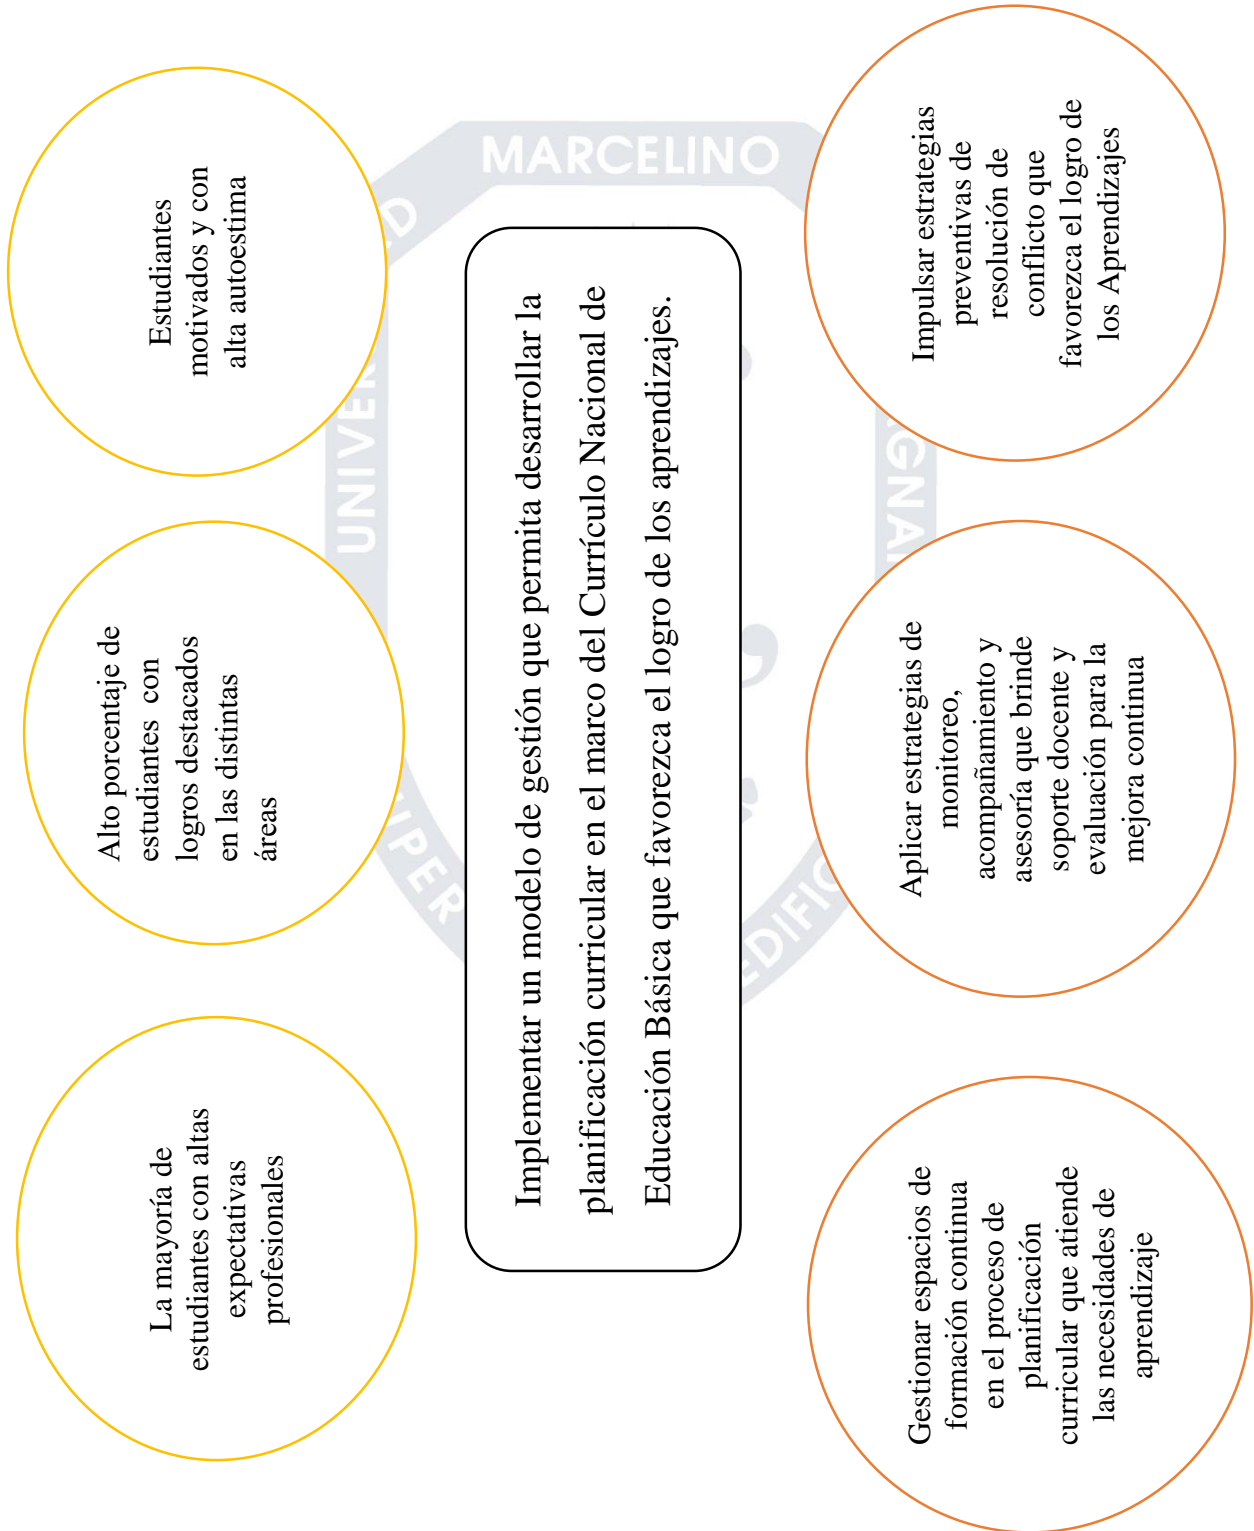 La mayoría de
estudiantes con altas
expectativas
profesionales
Alto porcentaje de
estudiantes con
logros destacados
en las distintas
áreas
Estudiantes
motivados y con
alta autoestima
Implementar un modelo de gestión que permita desarrollar la
planificación curricular en el marco del Currículo Nacional de
Educación Básica que favorezca el logro de los aprendizajes.
Gestionar espacios de
formación continua
en el proceso de
planificación
curricular que atiende
las necesidades de
aprendizaje
Aplicar estrategias de
monitoreo,
acompañamiento y
asesoría que brinde
soporte docente y
evaluación para la
mejora continua
Impulsar estrategias
preventivas de
resolución de
conflicto que
favorezca el logro de
los Aprendizajes
MARCELINO